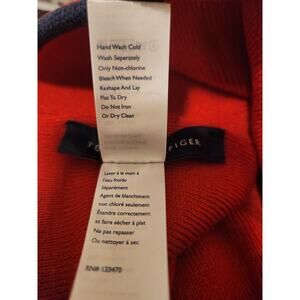 Hand Wash Cold
Wash Seperately
Only Non-chlorine
Bleach When Needed
Reshape And Lay
Flat To Dry
Do Not Iron
Or Dry Clean
FIGER
Laver à la main à
l'eau froide
Séparément
Agent de blanchiment
non chloré seulement
Étendre correctement
et faire sécher à plat
Ne pas repasser
Ou nettoyer à sec
RN# 123470